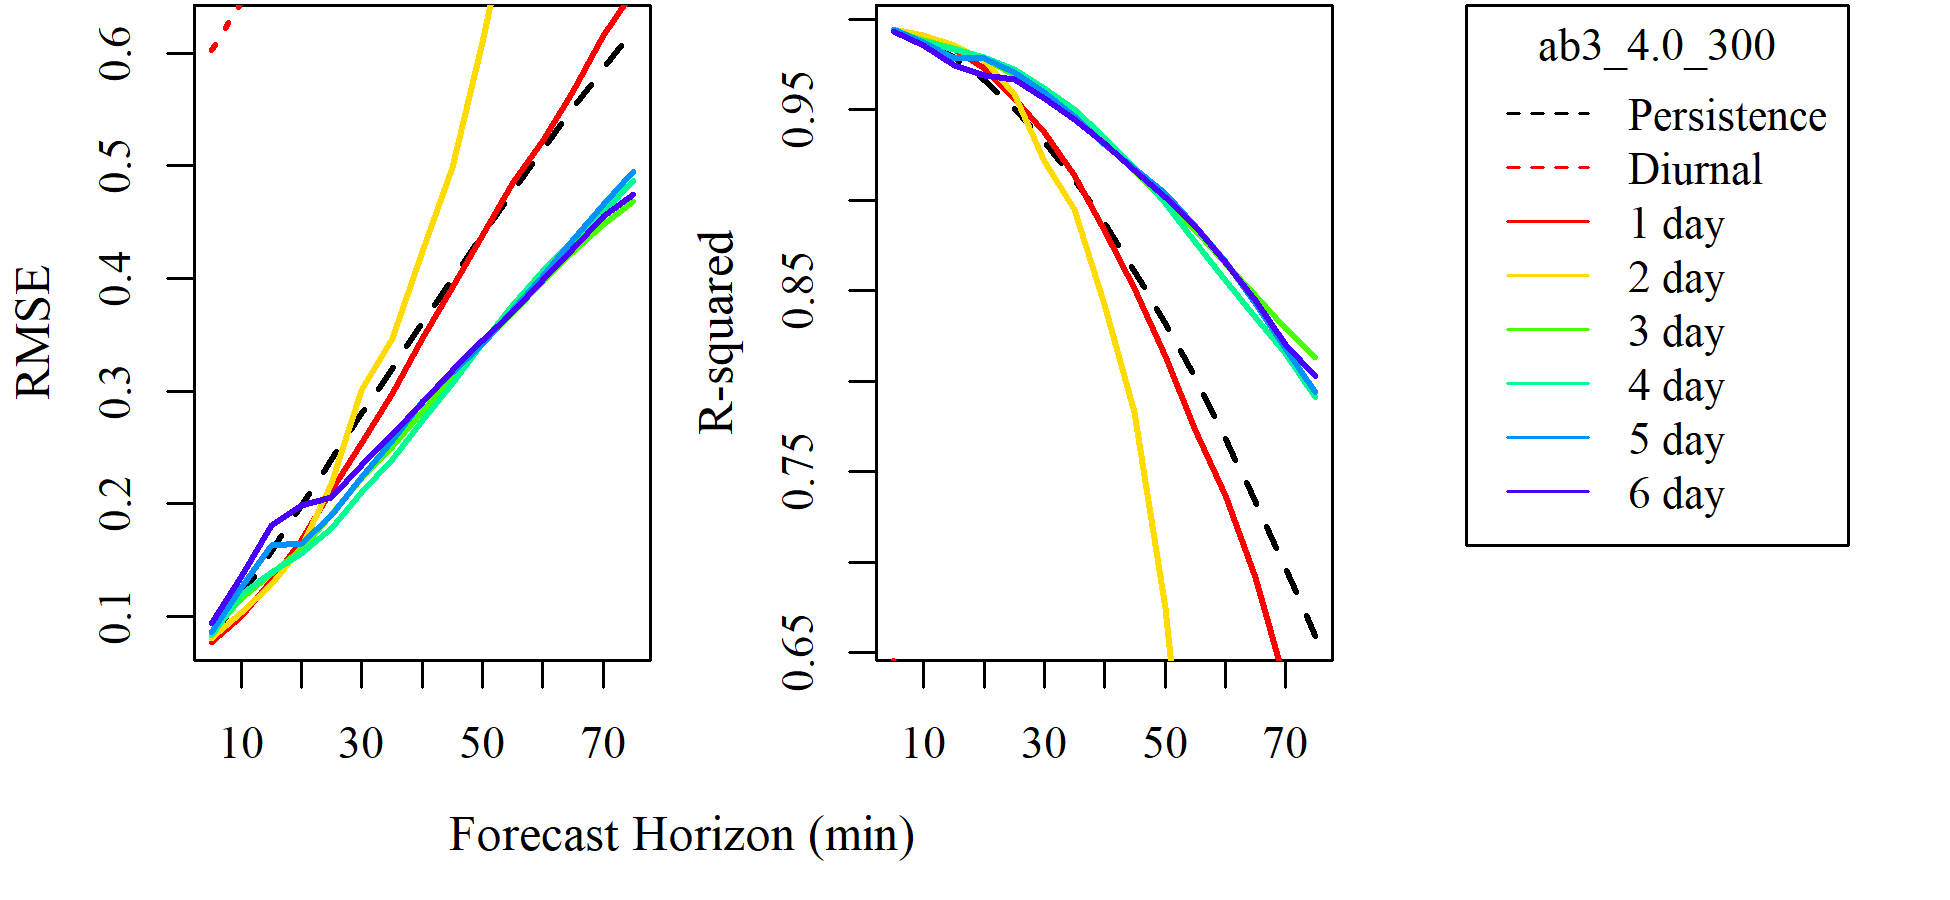 RMSE
0.6
0.5
0.4
0.3
0.2
0.1
10 30 50 70
R-squared
0.95
0.85
0.75
0.65
10 30 50 70
Forecast Horizon (min)
ab3_4.0_300
Persistence
Diurnal
1 day
2 day
3 day
4 day
5 day
6 day